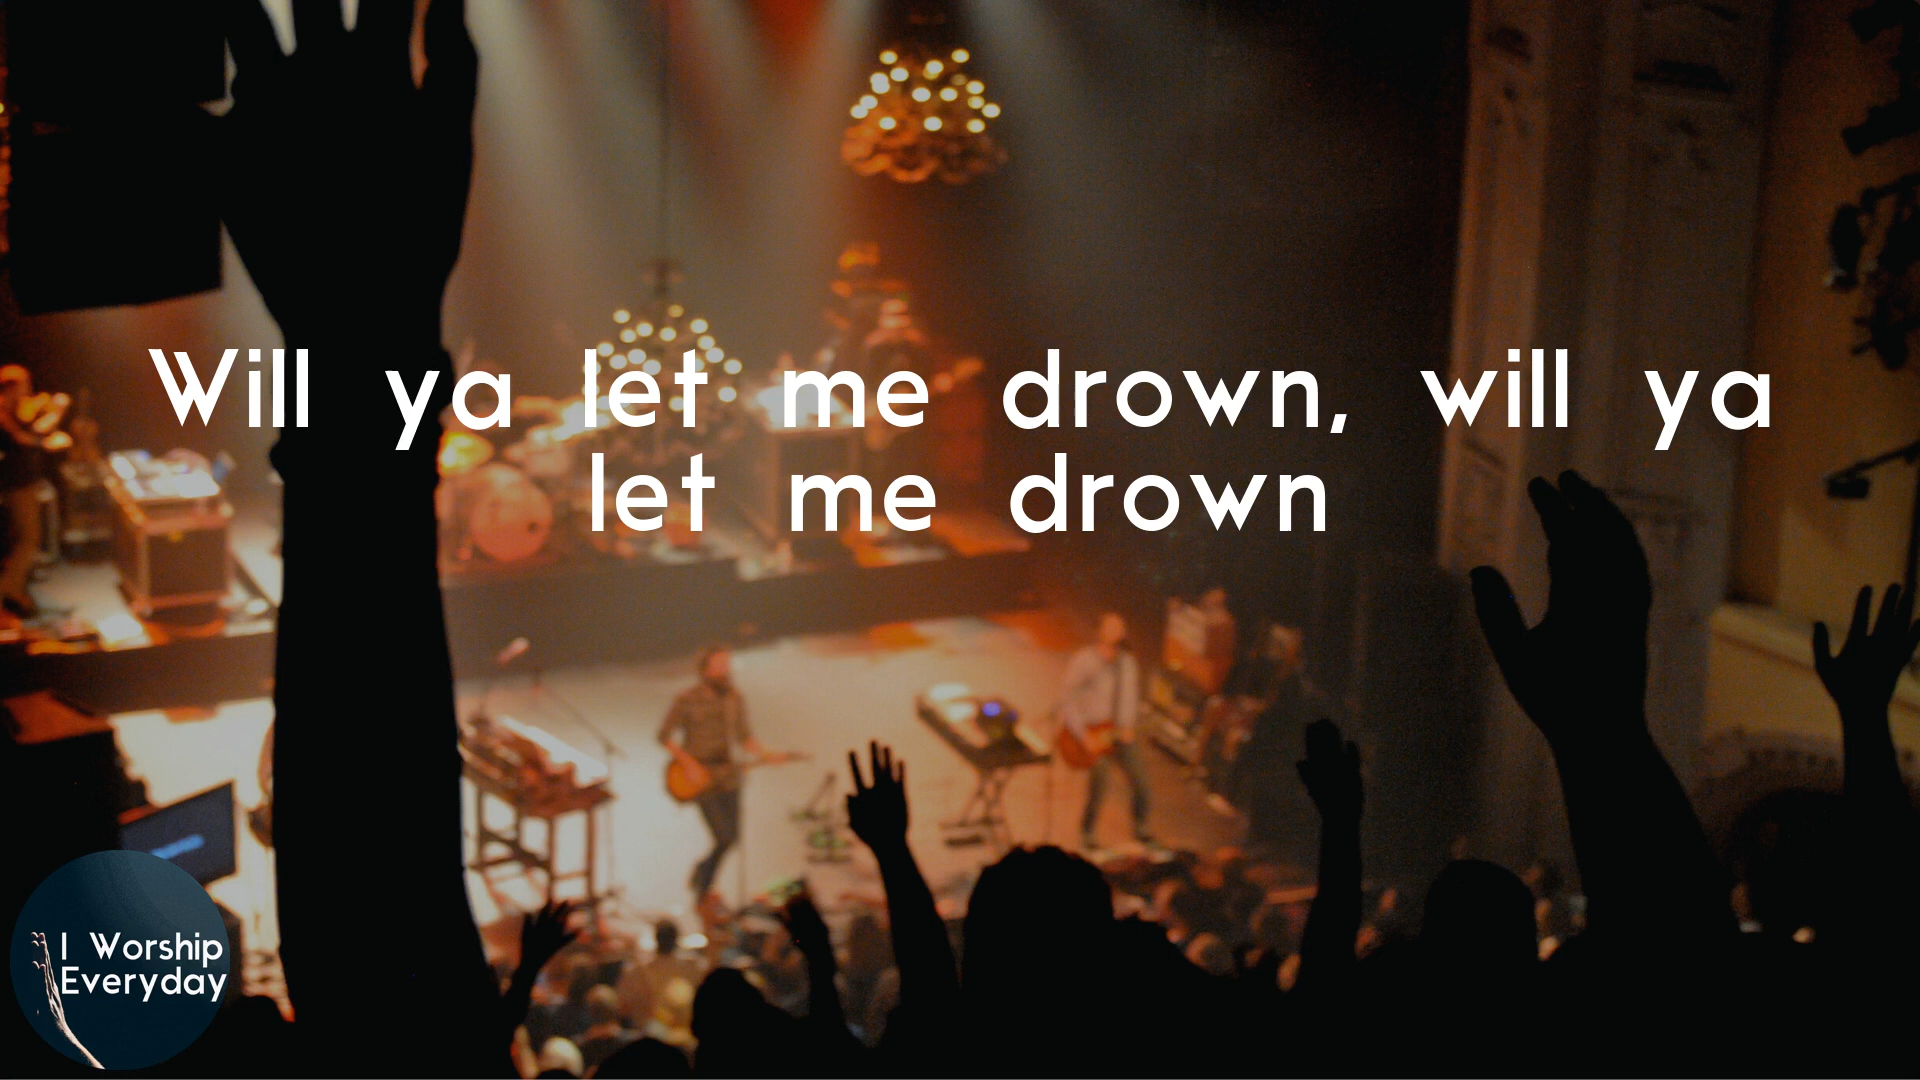 Will ya let me drown, will ya
let me drown
I Worship
Everyday